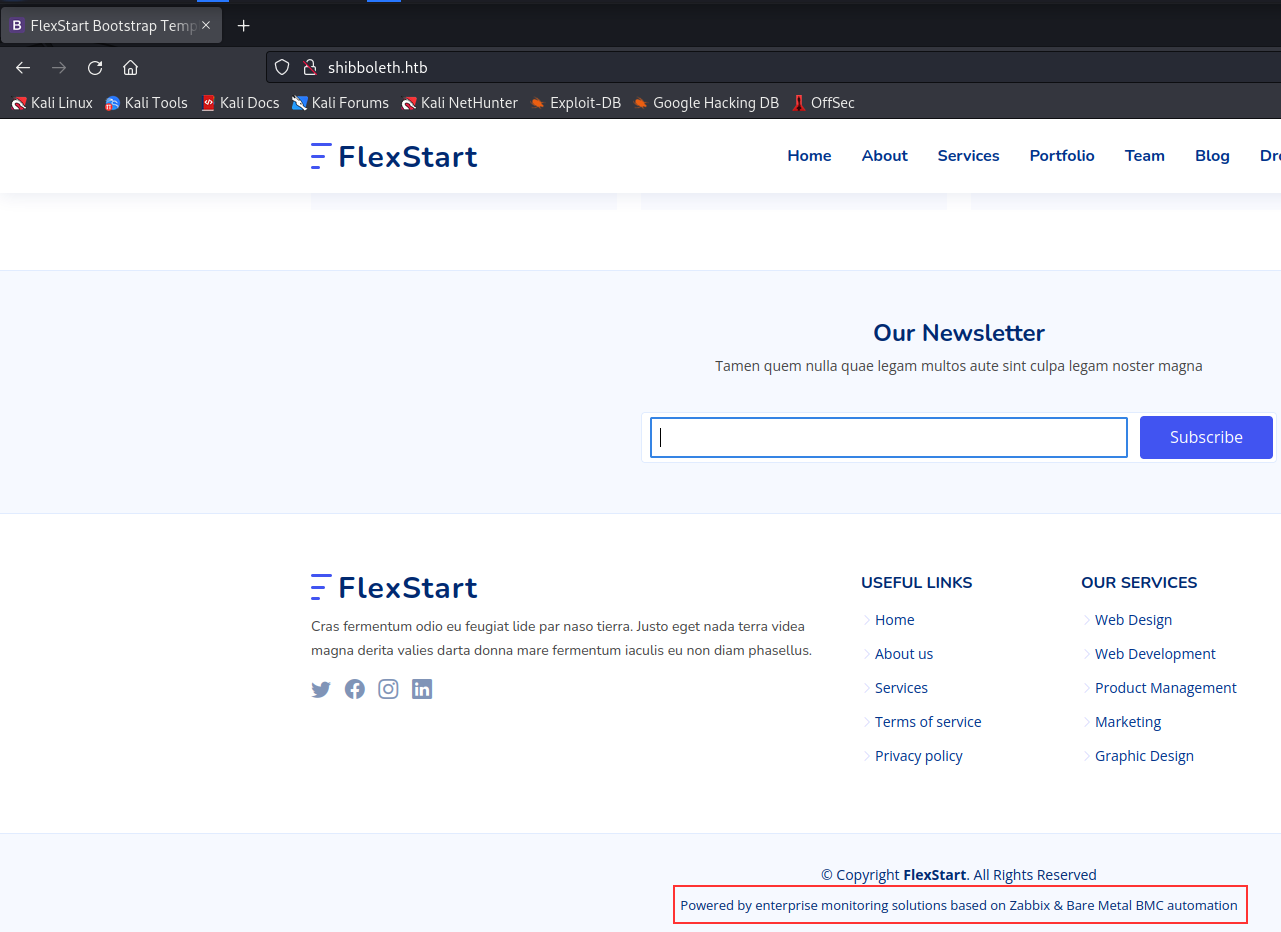 B FlexStart Bootstrap Temp
shibboleth.htb
Kali Linux Kali Tools Kali Docs Kali Forums Kali NetHunter Exploit-DB Google Hacking DB OffSec
FlexStart
Home About Services Portfolio Team Blog Dr
Our Newsletter
Tamen quem nulla quae legam multos aute sint culpa legam noster magna
Subscribe
FlexStart
Cras fermentum odio eu feugiat lide par naso tierra. Justo eget nada terra videa
magna derita valies darta donna mare fermentum iaculis eu non diam phasellus.
USEFUL LINKS
Home
About us
Services
Terms of service
Privacy policy
OUR SERVICES
Web Design
Web Development
Product Management
Marketing
Graphic Design
© Copyright FlexStart. All Rights Reserved
Powered by enterprise monitoring solutions based on Zabbix & Bare Metal BMC automation